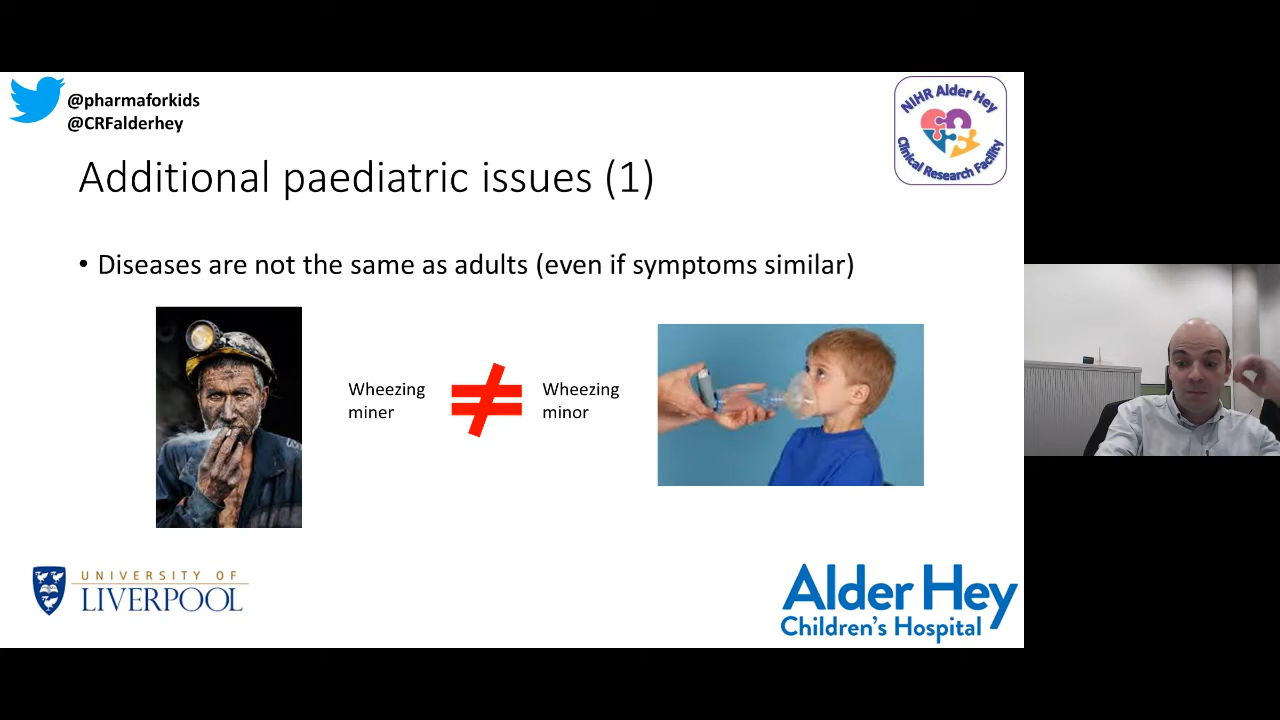 @pharmaforkids
@CRFalderhey
NIHR Alder Hey
Clinical Research Facility
Additional paediatric issues (1)
• Diseases are not the same as adults (even if symptoms similar)
Wheezing
miner
≠
Wheezing
minor
UNIVERSITY OF
LIVERPOOL
Alder Hey
Children's Hospital